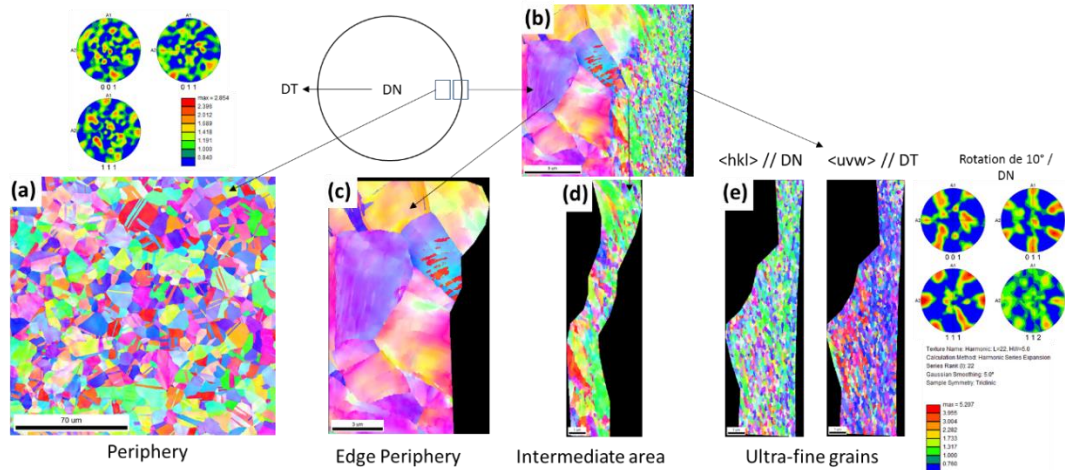 A1
A1
A2
A2
0 0 1
0 1 1
A1
A2
1 1 1
max = 2.854
2.395
2.012
1.689
1.418
1.191
1.000
0.840
DT
DN
(a)
70 um
Periphery
(b)
(c)
Edge Periphery
(d)
Intermediate area
<hkl> // DN
<uvw> // DT
(e)
Ultra-fine grains
Rotation de 10° /
DN
A1
A1
A2
A2
0 0 1
0 1 1
A1
A1
A2
A2
1 1 1
1 1 2
Texture Name: Harmonic: L=22, HW=5.0
Calculation Method: Harmonic Series Expansion
Series Rank (l): 22
Gaussian Smoothing: 5.0°
Sample Symmetry: Triclinic
max = 5.297
3.955
3.004
2.282
1.733
1.317
1.000
0.760